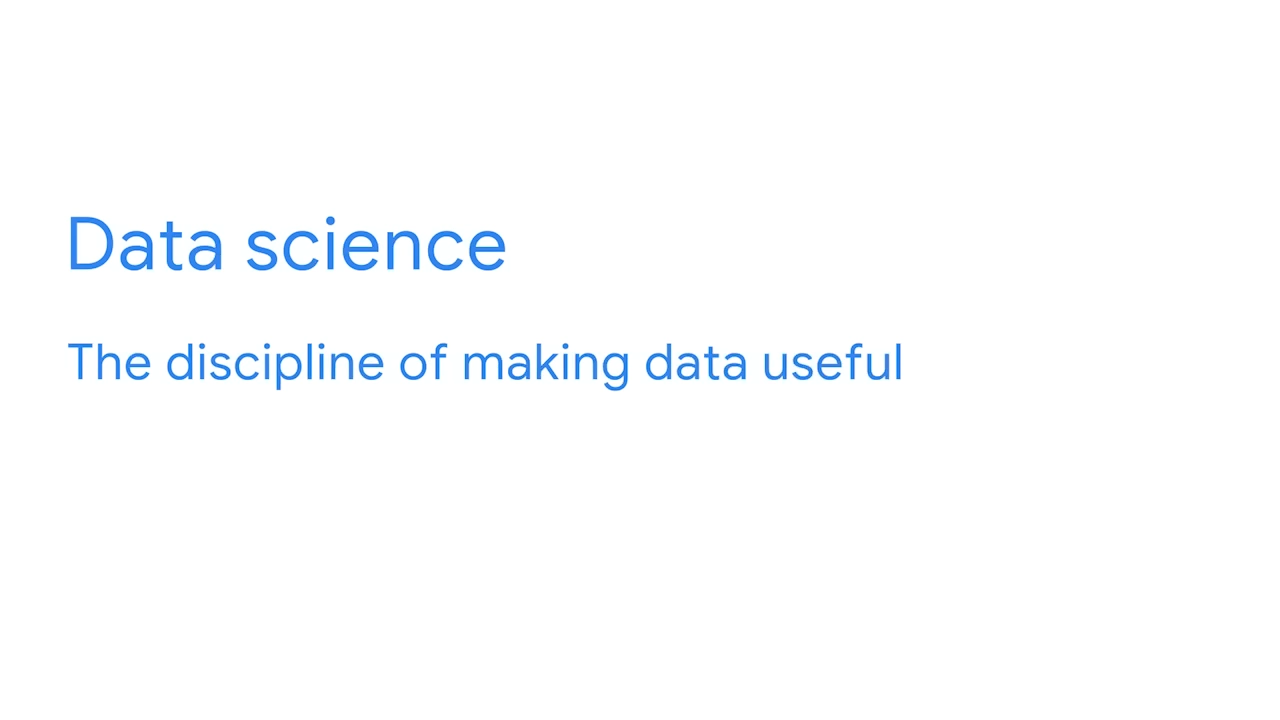 Data science
The discipline of making data useful